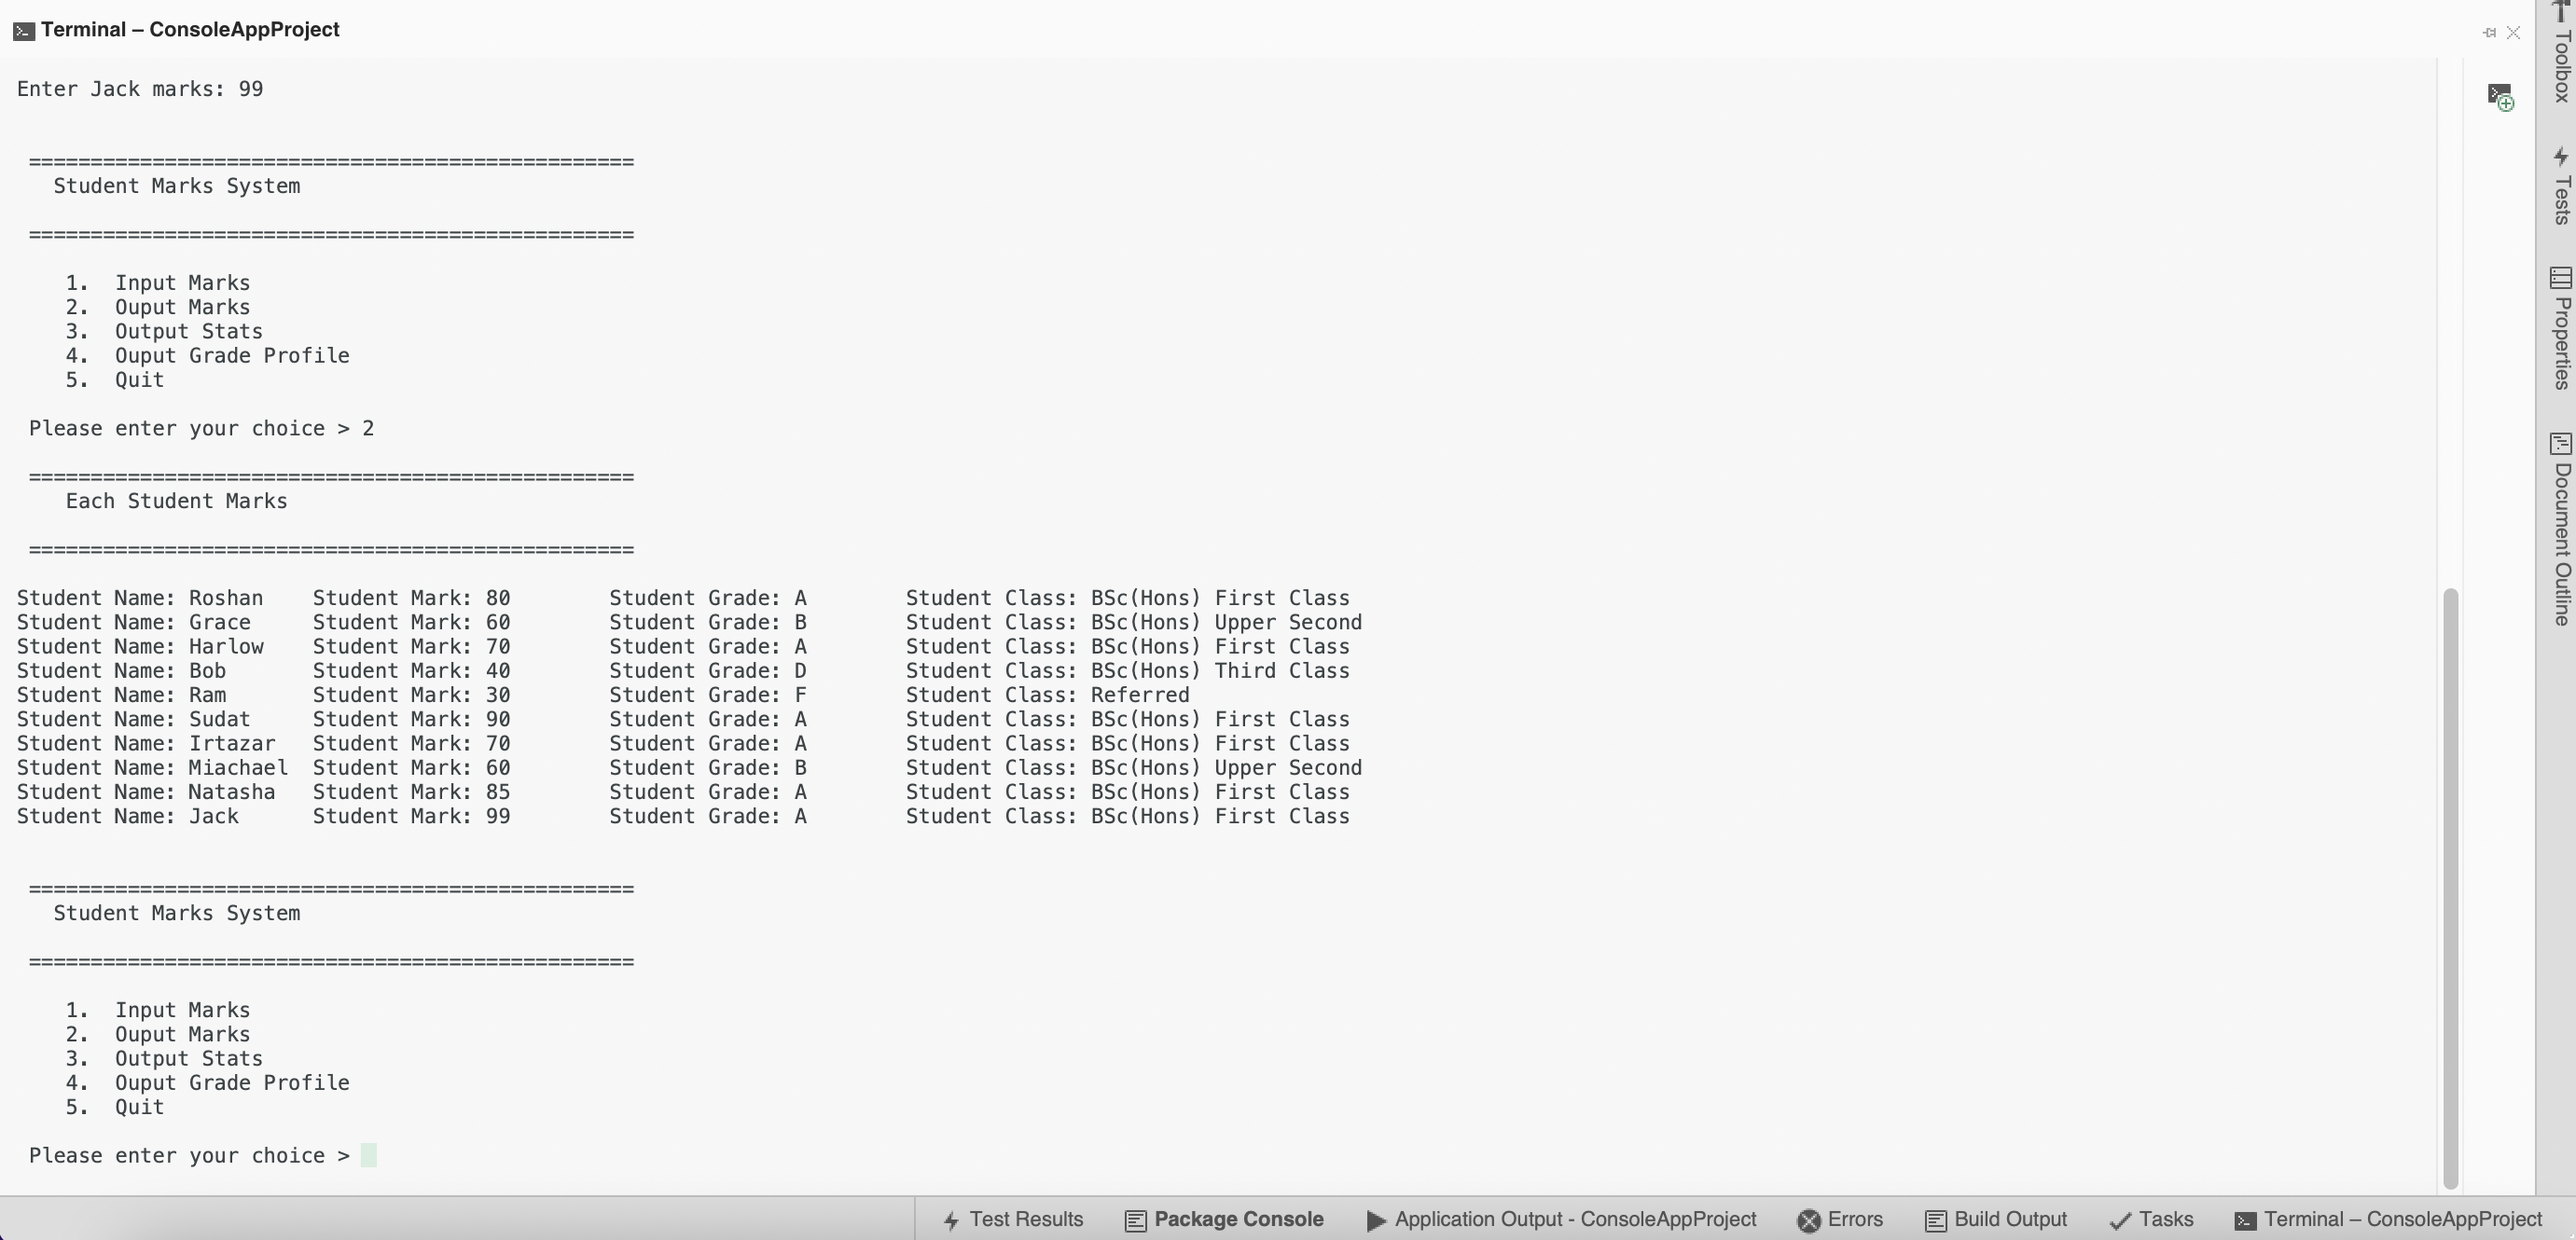 Terminal – ConsoleAppProject
Enter Jack marks: 99
=================================================
Student Marks System
=================================================
1.  Input Marks
2.  Ouput Marks
3.  Output Stats
4.  Ouput Grade Profile
5.  Quit
Please enter your choice > 2
=================================================
Each Student Marks
=================================================
Student Name: Roshan    Student Mark: 80        Student Grade: A        Student Class: BSc(Hons) First Class
Student Name: Grace     Student Mark: 60        Student Grade: B        Student Class: BSc(Hons) Upper Second
Student Name: Harlow    Student Mark: 70        Student Grade: A        Student Class: BSc(Hons) First Class
Student Name: Bob       Student Mark: 40        Student Grade: D        Student Class: BSc(Hons) Third Class
Student Name: Ram       Student Mark: 30        Student Grade: F        Student Class: Referred
Student Name: Sudat     Student Mark: 90        Student Grade: A        Student Class: BSc(Hons) First Class
Student Name: Irtazar   Student Mark: 70        Student Grade: A        Student Class: BSc(Hons) First Class
Student Name: Miachael  Student Mark: 60        Student Grade: B        Student Class: BSc(Hons) Upper Second
Student Name: Natasha   Student Mark: 85        Student Grade: A        Student Class: BSc(Hons) First Class
Student Name: Jack      Student Mark: 99        Student Grade: A        Student Class: BSc(Hons) First Class
=================================================
Student Marks System
=================================================
1.  Input Marks
2.  Ouput Marks
3.  Output Stats
4.  Ouput Grade Profile
5.  Quit
Please enter your choice >
Toolbox
Tests
Properties
Document Outline
Test Results  Package Console  Application Output - ConsoleAppProject  Errors  Build Output  Tasks  Terminal – ConsoleAppProject